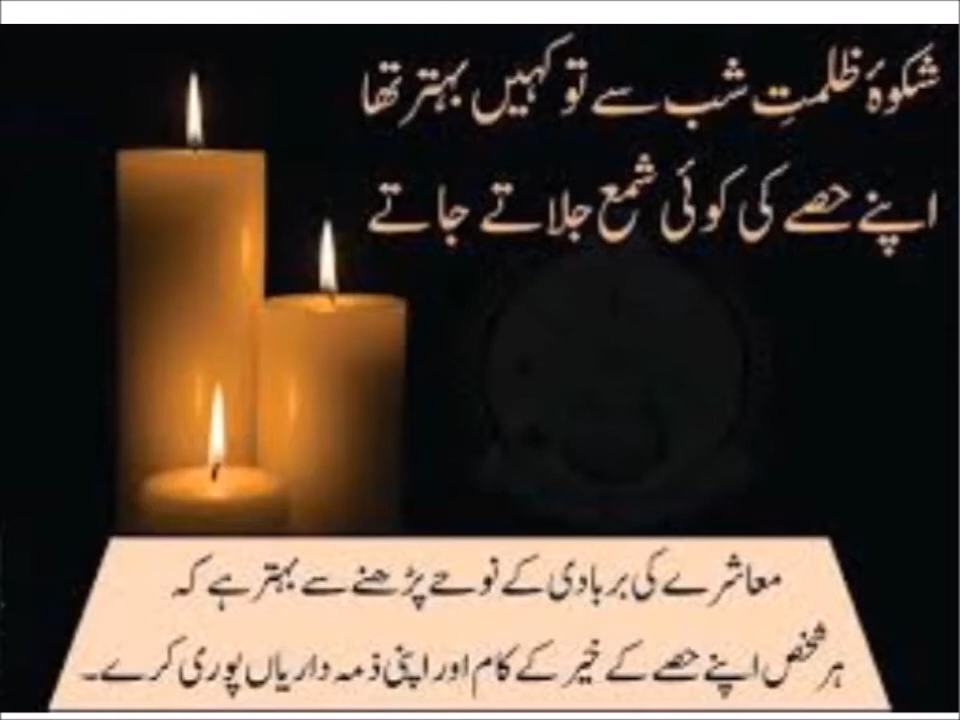 شکوۂ ظلمتِ شب سے تو کہیں بہتر تھا
اپنے حصے کی کوئی شمع جلاتے جاتے
معاشرے کی بربادی کے نوحے پڑھنے سے بہتر ہے کہ
ہر شخص اپنے حصے کے خیر کے کام اور اپنی ذمہ داریاں پوری کرے۔